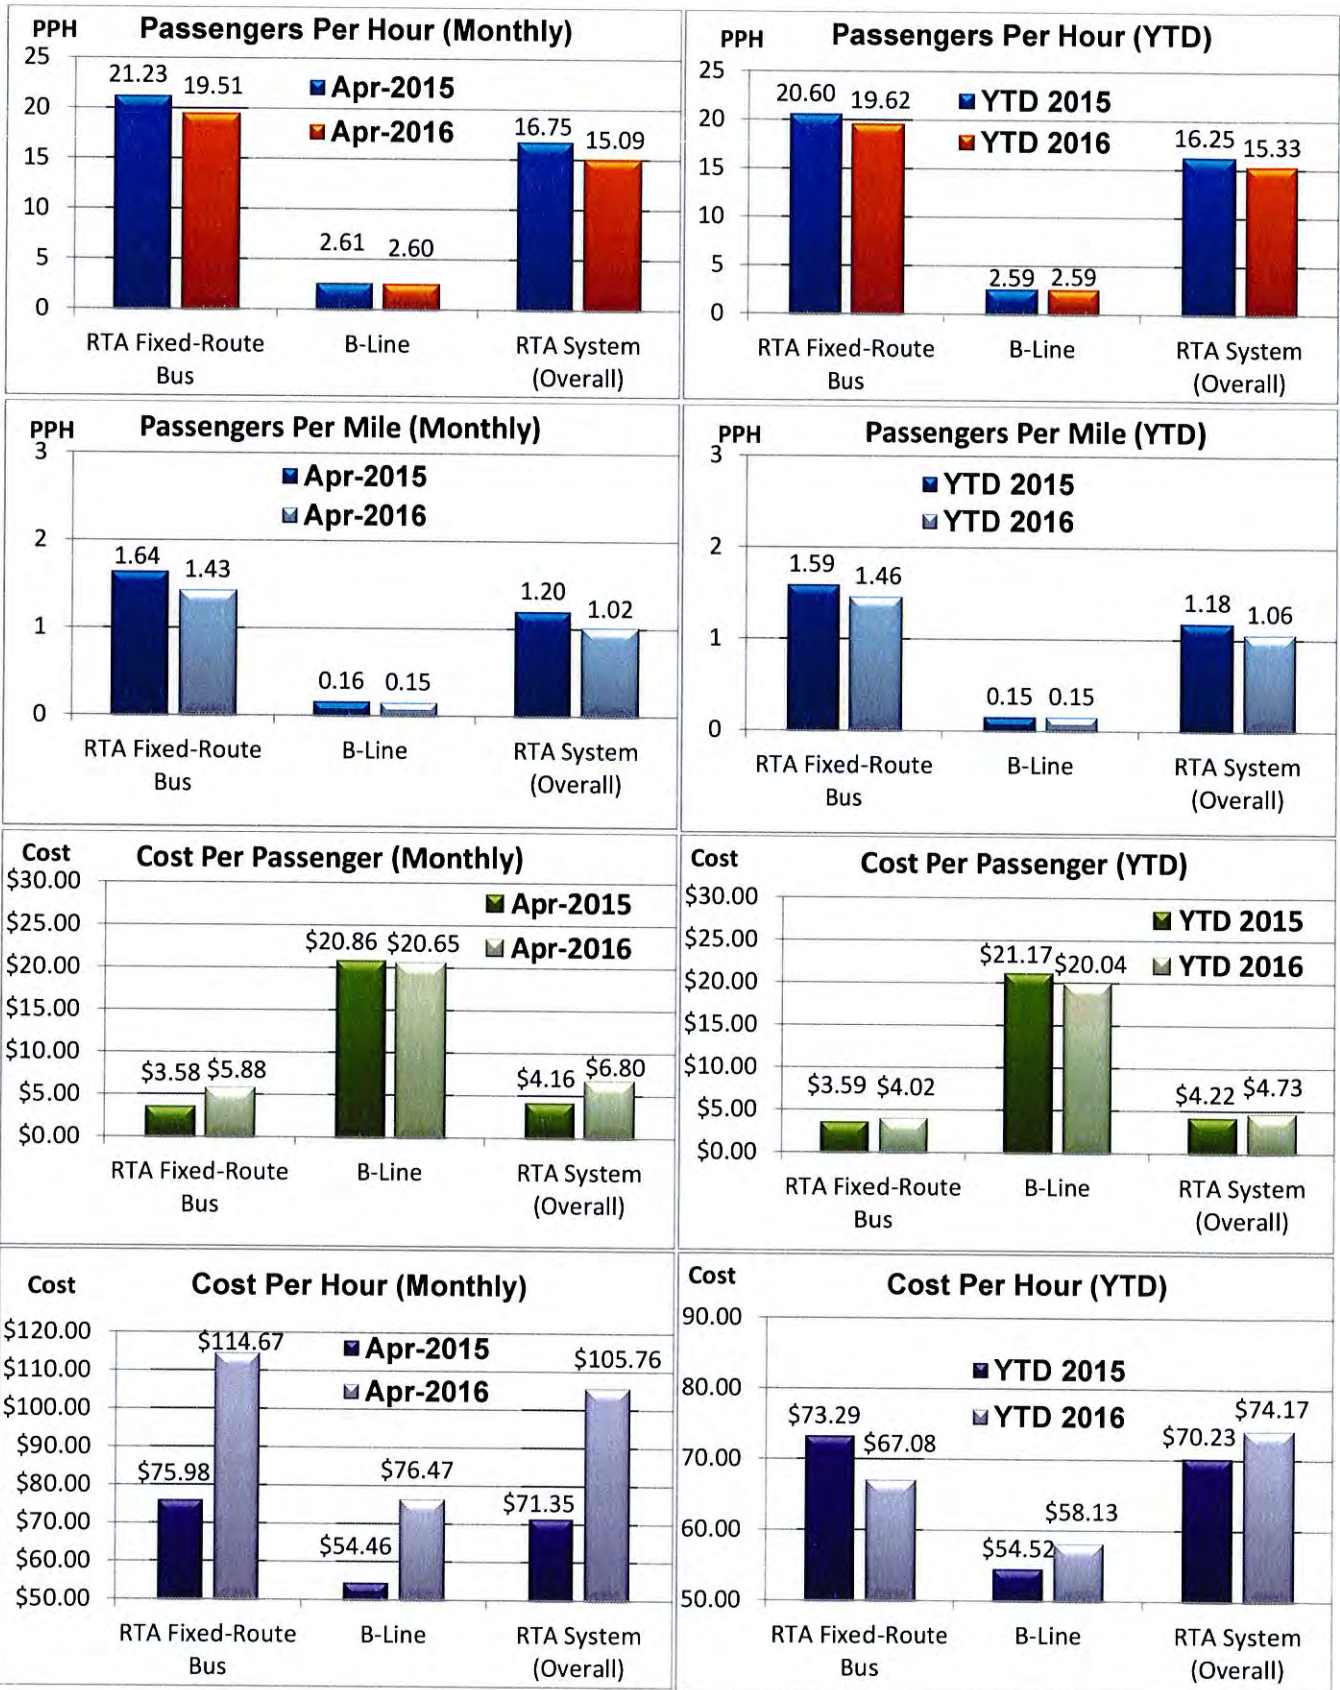 PPH Passengers Per Hour (Monthly)
25
20
15
10
5
0
21.23 19.51
Apr-2015
Apr-2016
16.75 15.09
2.61 2.60
RTA Fixed-Route Bus
B-Line
RTA System (Overall)
PPH Passengers Per Hour (YTD)
25
20
15
10
5
0
20.60 19.62
YTD 2015
YTD 2016
16.25 15.33
2.59 2.59
RTA Fixed-Route Bus
B-Line
RTA System (Overall)
PPH Passengers Per Mile (Monthly)
3
2
1
0
Apr-2015
Apr-2016
1.64 1.43
0.16 0.15
1.20 1.02
RTA Fixed-Route Bus
B-Line
RTA System (Overall)
PPH Passengers Per Mile (YTD)
3
2
1
0
YTD 2015
YTD 2016
1.59 1.46
0.15 0.15
1.18 1.06
RTA Fixed-Route Bus
B-Line
RTA System (Overall)
Cost Cost Per Passenger (Monthly)
$30.00
$25.00
$20.00
$15.00
$10.00
$5.00
$0.00
Apr-2015
Apr-2016
$3.58 $5.88
$20.86 $20.65
$4.16 $6.80
RTA Fixed-Route Bus
B-Line
RTA System (Overall)
Cost Cost Per Passenger (YTD)
$30.00
$25.00
$20.00
$15.00
$10.00
$5.00
$0.00
YTD 2015
YTD 2016
$3.59 $4.02
$21.17 $20.04
$4.22 $4.73
RTA Fixed-Route Bus
B-Line
RTA System (Overall)
Cost Cost Per Hour (Monthly)
$120.00
$110.00
$100.00
$90.00
$80.00
$70.00
$60.00
$50.00
Apr-2015
Apr-2016
$75.98 $114.67
$54.46 $76.47
$71.35 $105.76
RTA Fixed-Route Bus
B-Line
RTA System (Overall)
Cost Cost Per Hour (YTD)
90.00
80.00
70.00
60.00
50.00
YTD 2015
YTD 2016
$73.29 $67.08
$54.52 $58.13
$70.23 $74.17
RTA Fixed-Route Bus
B-Line
RTA System (Overall)